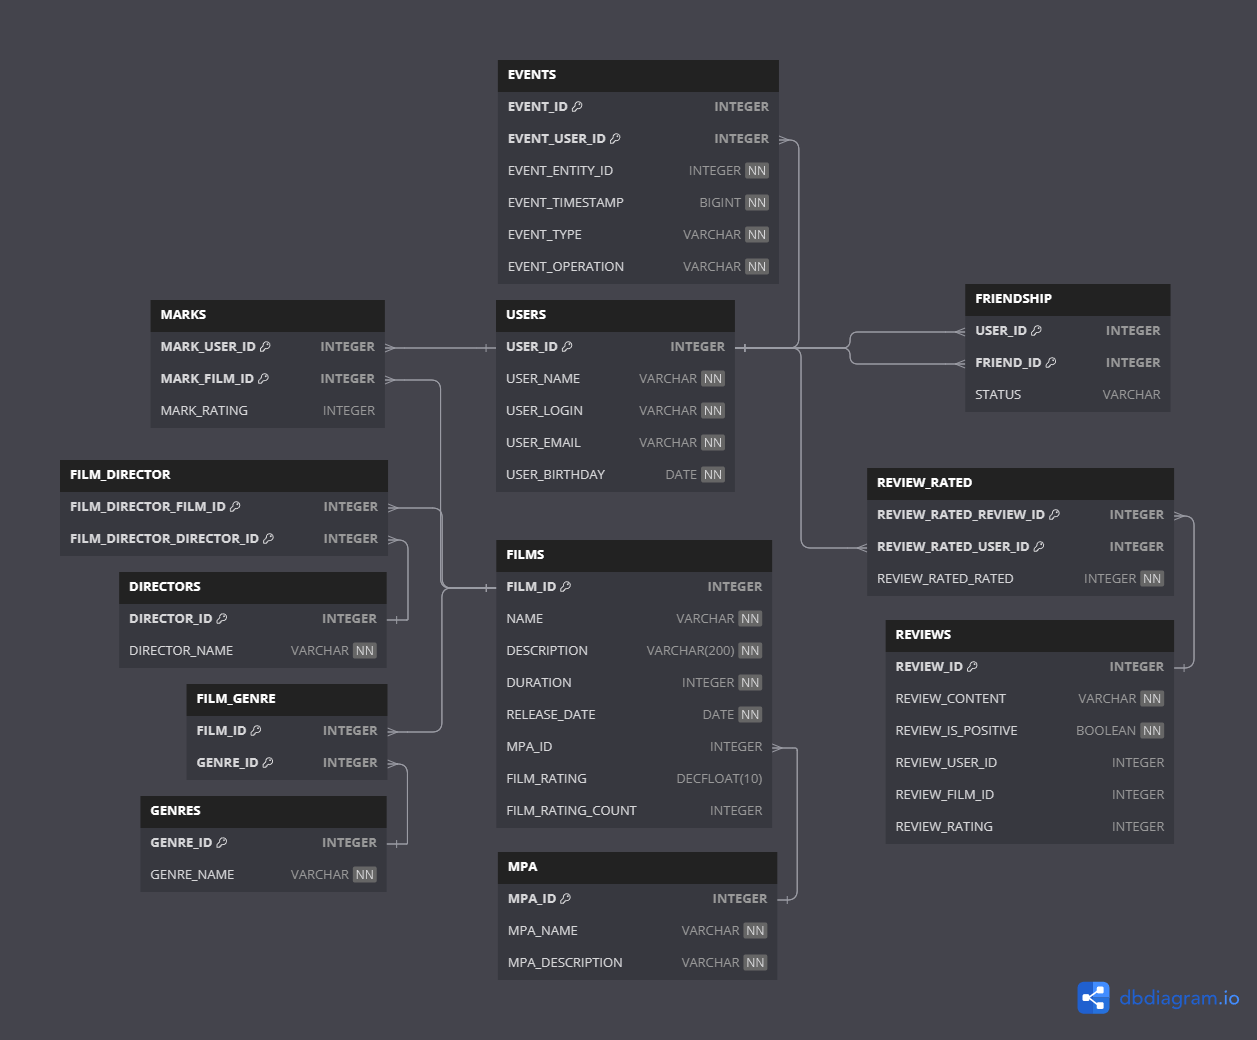 EVENTS
EVENT_ID INTEGER
EVENT_USER_ID INTEGER
EVENT_ENTITY_ID INTEGER NN
EVENT_TIMESTAMP BIGINT NN
EVENT_TYPE VARCHAR NN
EVENT_OPERATION VARCHAR NN
MARKS
MARK_USER_ID INTEGER
MARK_FILM_ID INTEGER
MARK_RATING INTEGER
USERS
USER_ID INTEGER
USER_NAME VARCHAR NN
USER_LOGIN VARCHAR NN
USER_EMAIL VARCHAR NN
USER_BIRTHDAY DATE NN
FRIENDSHIP
USER_ID INTEGER
FRIEND_ID INTEGER
STATUS VARCHAR
FILM_DIRECTOR
FILM_DIRECTOR_FILM_ID INTEGER
FILM_DIRECTOR_DIRECTOR_ID INTEGER
DIRECTORS
DIRECTOR_ID INTEGER
DIRECTOR_NAME VARCHAR NN
FILM_GENRE
FILM_ID INTEGER
GENRE_ID INTEGER
GENRES
GENRE_ID INTEGER
GENRE_NAME VARCHAR NN
FILMS
FILM_ID INTEGER
NAME VARCHAR NN
DESCRIPTION VARCHAR(200) NN
DURATION INTEGER NN
RELEASE_DATE DATE NN
MPA_ID INTEGER
FILM_RATING DECFLOAT(10)
FILM_RATING_COUNT INTEGER
MPA
MPA_ID INTEGER
MPA_NAME VARCHAR NN
MPA_DESCRIPTION VARCHAR NN
REVIEW_RATED
REVIEW_RATED_REVIEW_ID INTEGER
REVIEW_RATED_USER_ID INTEGER
REVIEW_RATED_RATED INTEGER NN
REVIEWS
REVIEW_ID INTEGER
REVIEW_CONTENT VARCHAR NN
REVIEW_IS_POSITIVE BOOLEAN NN
REVIEW_USER_ID INTEGER
REVIEW_FILM_ID INTEGER
REVIEW_RATING INTEGER
dbdiagram.io